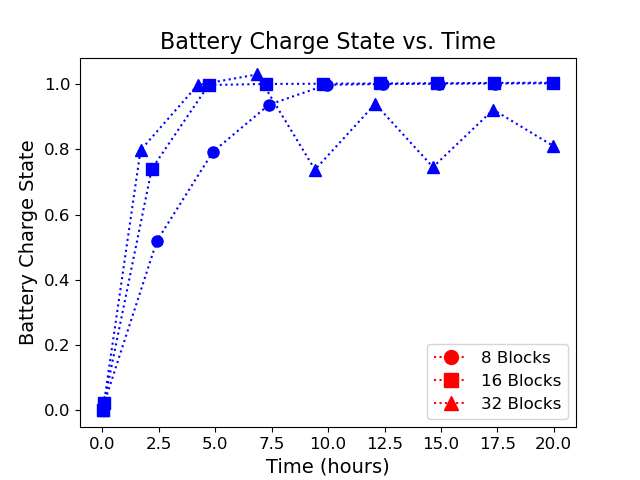 Battery Charge State vs. Time
Battery Charge State
1.0
0.8
0.6
0.4
0.2
0.0
8 Blocks
16 Blocks
32 Blocks
0.0 2.5 5.0 7.5 10.0 12.5 15.0 17.5 20.0
Time (hours)